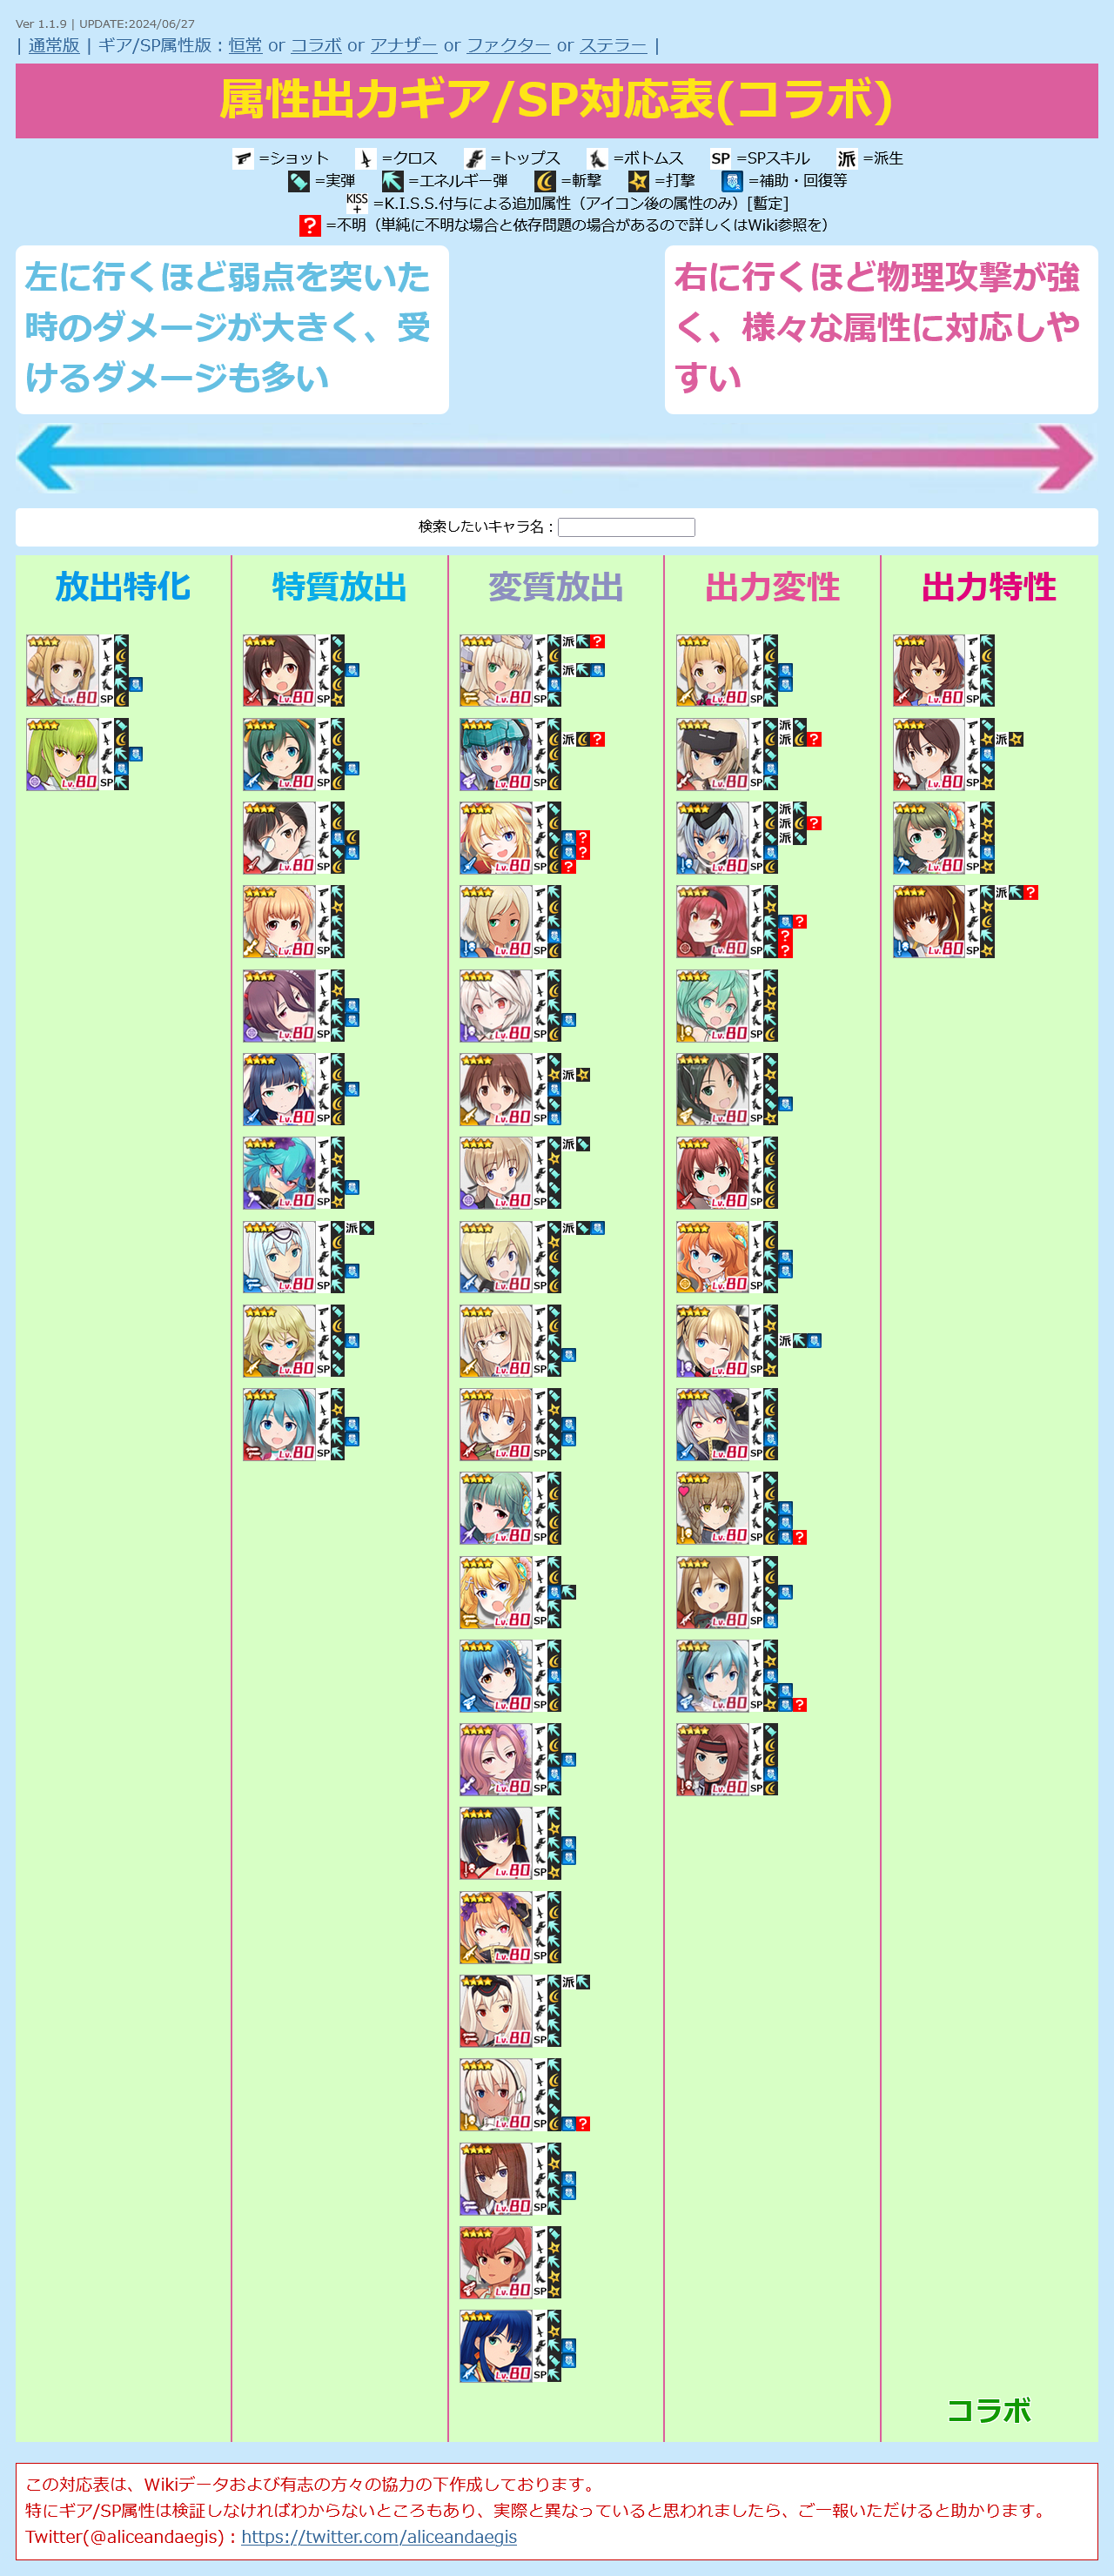 Ver 1.1.9 | UPDATE:2024/06/27
| 通常版 | ギア/SP属性版：恒常 or コラボ or アナザー or ファクター or ステラー |
属性出力ギア/SP対応表(コラボ)
=ショット =クロス =トップス =ボトムス SP =SPスキル 派 =派生
=実弾 =エネルギー弾 =斬撃 =打撃 =補助・回復等
KISS+ =K.I.S.S.付与による追加属性（アイコン後の属性のみ）[暫定]
? =不明（単純に不明な場合と依存問題の場合があるので詳しくはWiki参照を）
左に行くほど弱点を突いた
時のダメージが大きく、受
けるダメージも多い
右に行くほど物理攻撃が強
く、様々な属性に対応しや
すい
検索したいキャラ名：
放出特化 特質放出 変質放出 出力変性 出力特性
コラボ
この対応表は、Wikiデータおよび有志の方々の協力の下作成しております。
特にギア/SP属性は検証しなければわからないところもあり、実際と異なっていると思われましたら、ご一報いただけると助かります。
Twitter(@aliceandaegis)：https://twitter.com/aliceandaegis